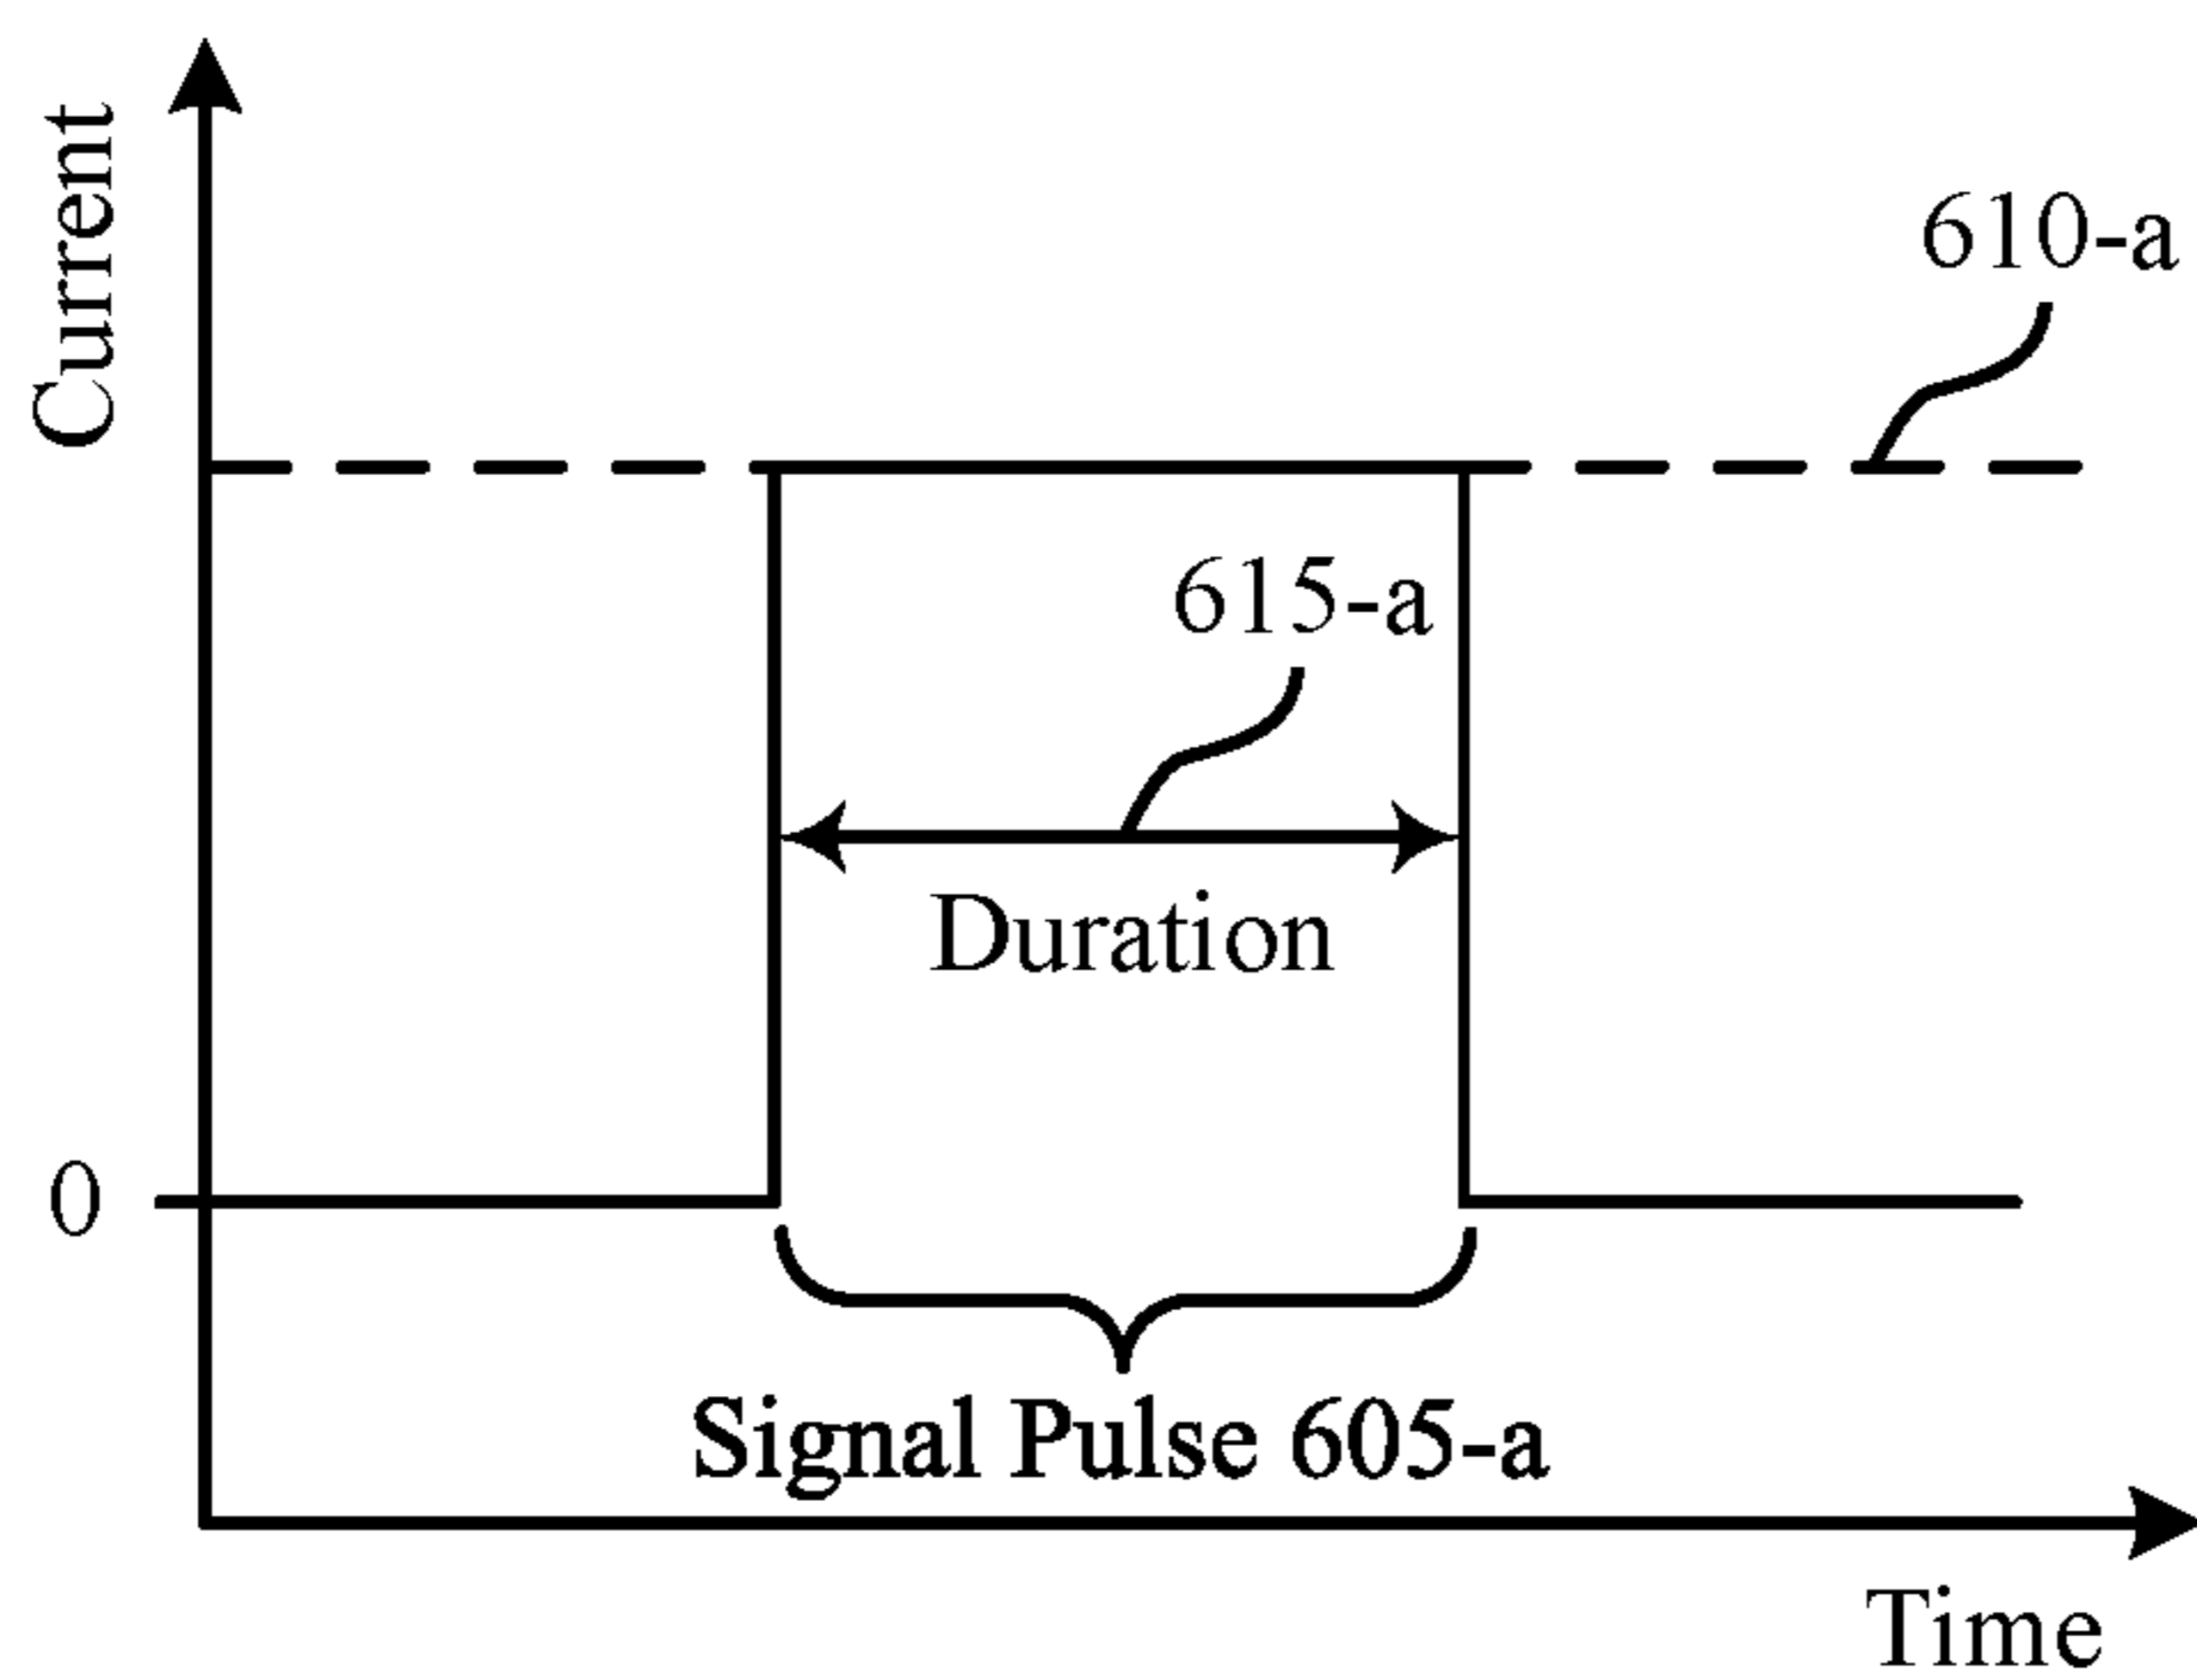 Current
610-a
615-a
Duration
0
Signal Pulse 605-a
Time